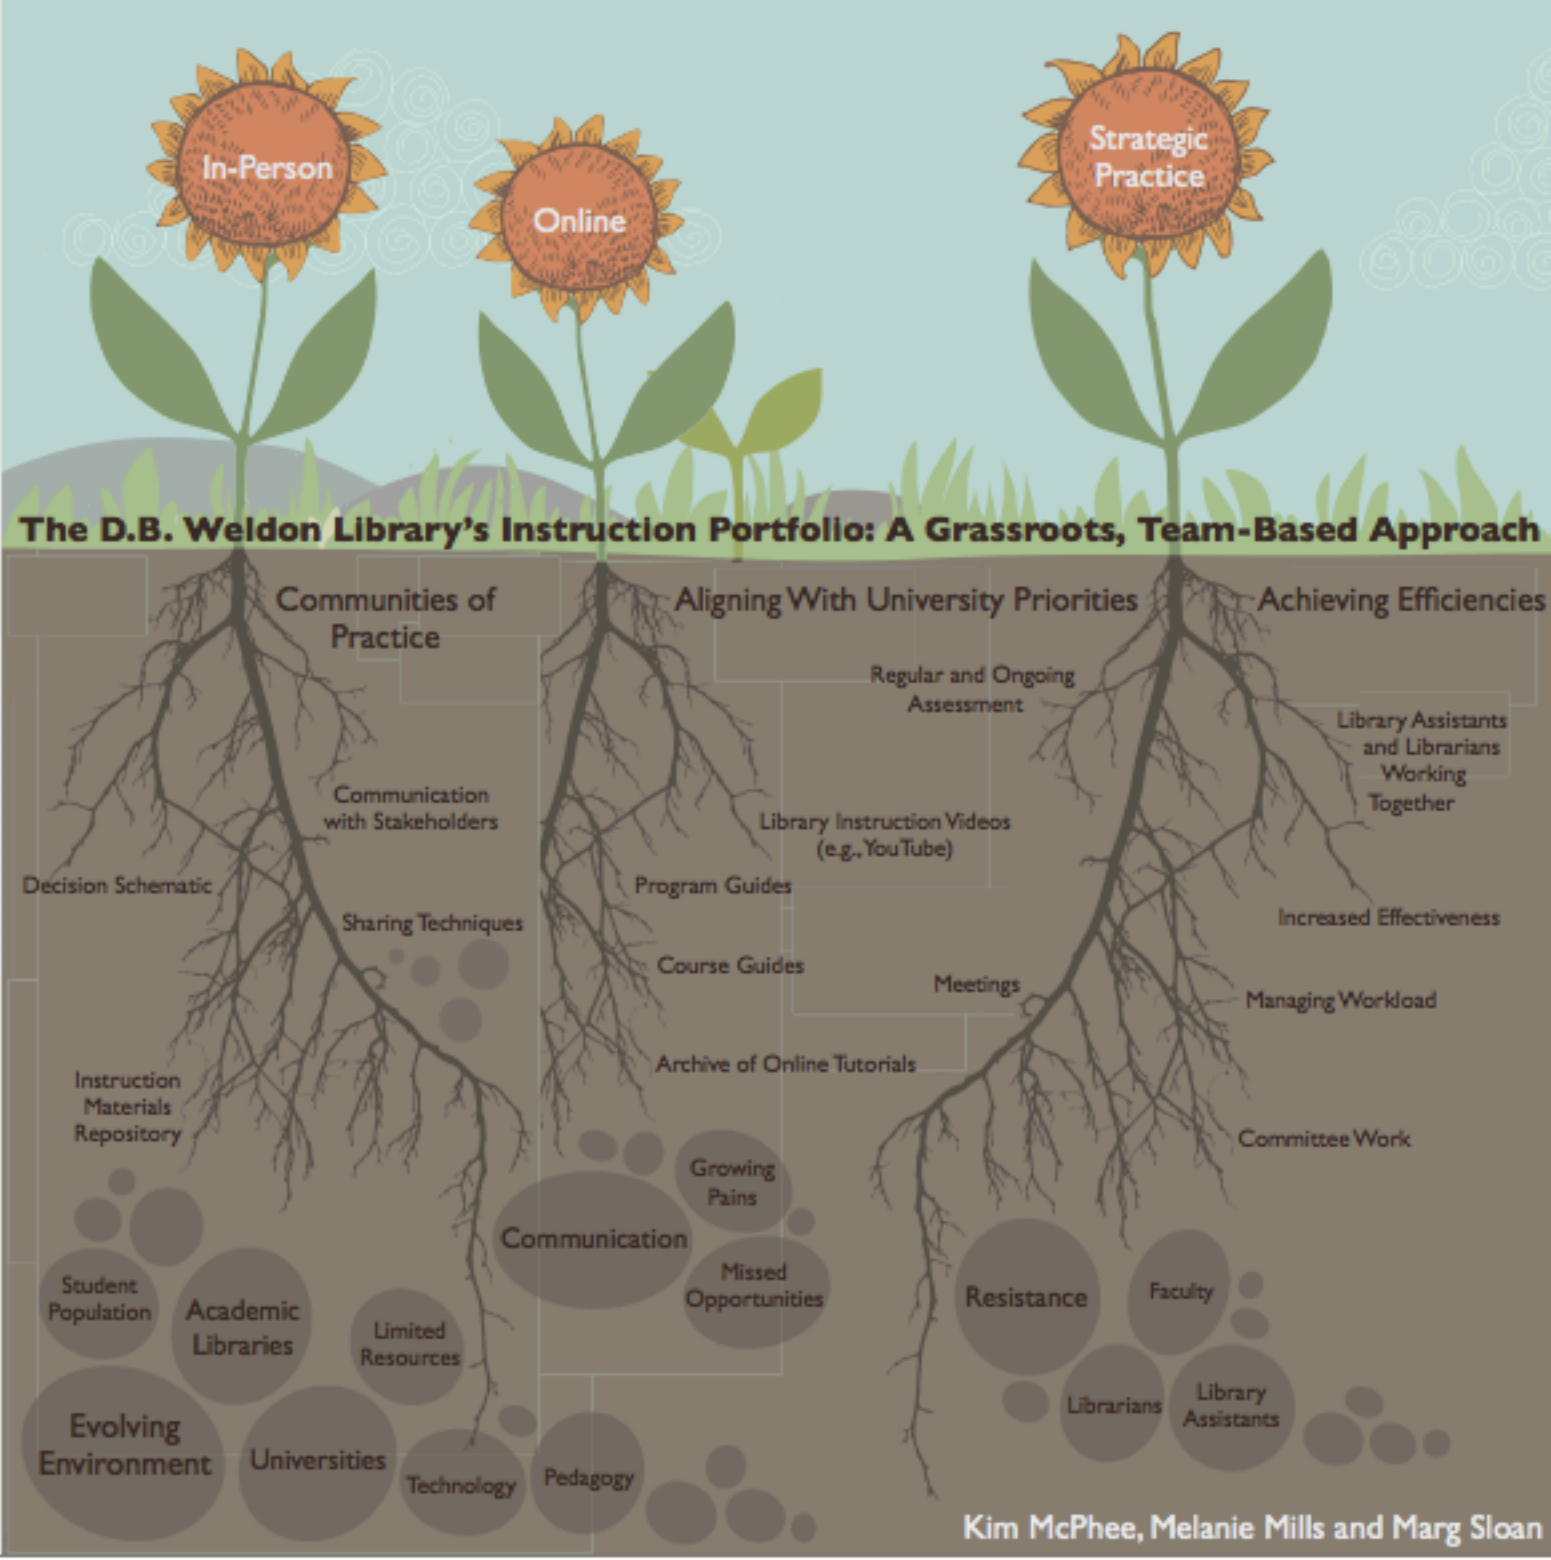 In-Person
Online
Strategic
Practice
The D.B. Weldon Library's Instruction Portfolio: A Grassroots, Team-Based Approach
Communities of
Practice
Communication
with Stakeholders
Decision Schematic
Sharing Techniques
Instruction
Materials
Repository
Aligning With University Priorities
Library Instruction Videos
(e.g., YouTube)
Program Guides
Course Guides
Archive of Online Tutorials
Achieving Efficiencies
Regular and Ongoing
Assessment
Library Assistants
and Librarians
Working
Together
Increased Effectiveness
Meetings
Managing Workload
Committee Work
Student
Population
Academic
Libraries
Limited
Resources
Evolving
Environment
Universities
Technology
Pedagogy
Growing
Pains
Communication
Missed
Opportunities
Resistance
Faculty
Librarians
Library
Assistants
Kim McPhee, Melanie Mills and Marg Sloan